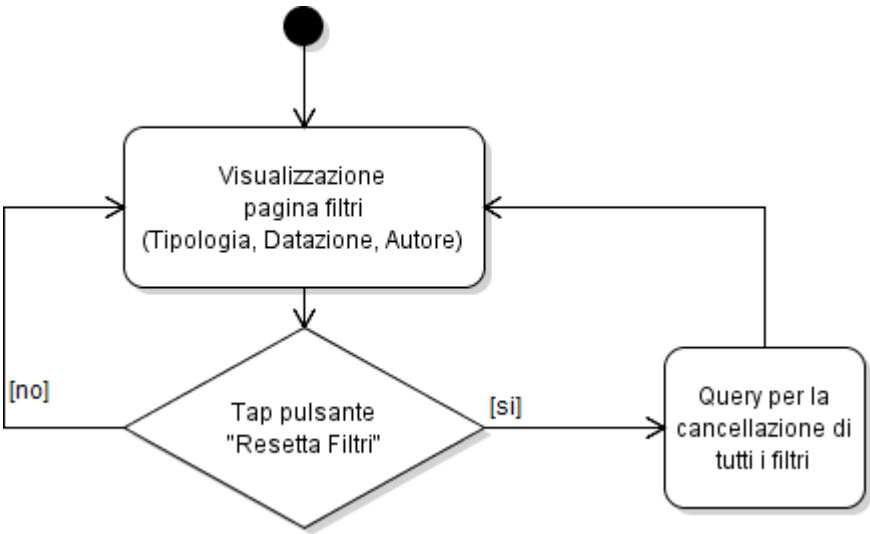 Visualizzazione
pagina filtri
(Tipologia, Datazione, Autore)
[no]
Tap pulsante
"Resetta Filtri"
[si]
Query per la
cancellazione di
tutti i filtri